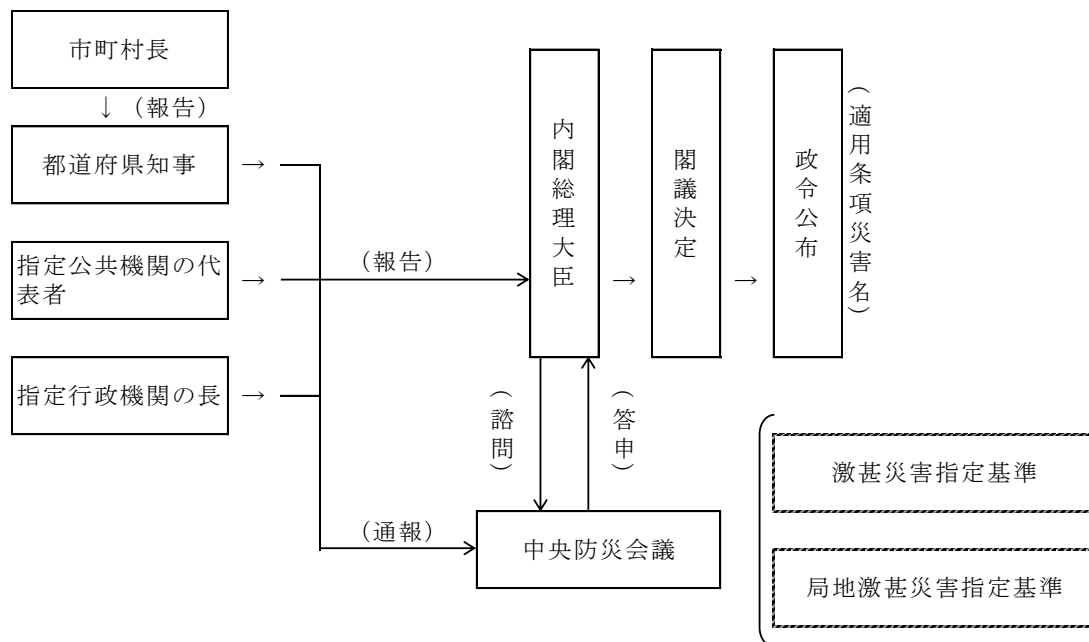 市町村長
↓（報告）
都道府県知事
→
指定公共機関の代
表者
→
指定行政機関の長
→
（報告）
（通報）
内閣総理大臣
→
閣議決定
→
政令公布
（適用条項災害名）
（諮問）
（答申）
中央防災会議
激甚災害指定基準
局地激甚災害指定基準